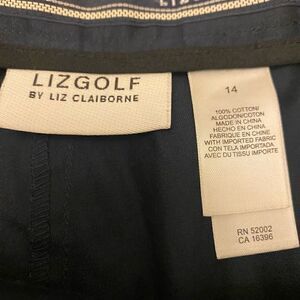 LIZGOLF
BY LIZ CLAIBORNE
14
100% COTTON/
ALGODON/COTON
MADE IN CHINA
HECHO EN CHINA
FABRIQUE EN CHINE
WITH IMPORTED FABRIC
CON TELA IMPORTADA.
AVEC DU TISSU IMPORTE.
RN 52002
CA 16396